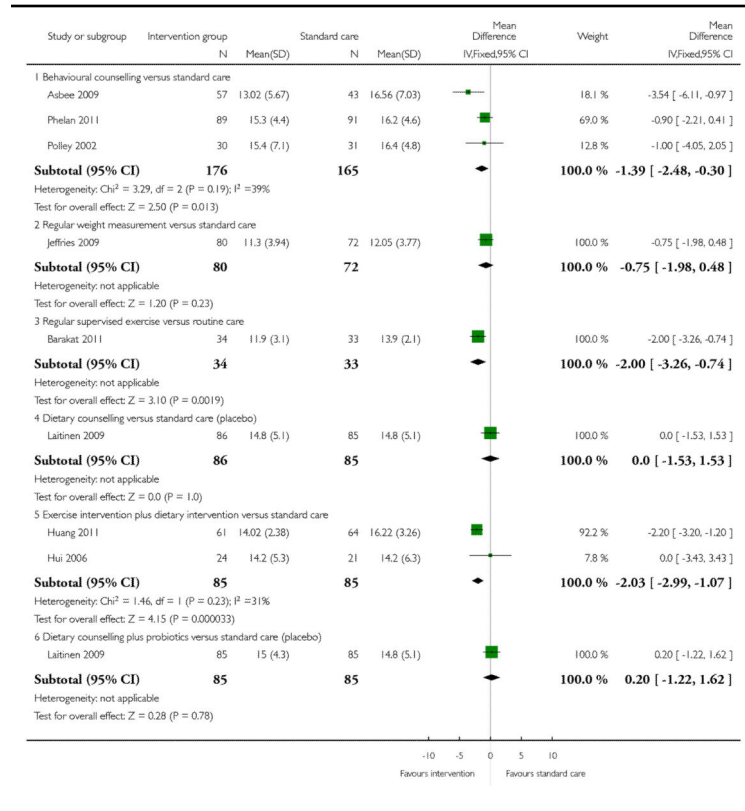 Study or subgroup Intervention group Standard care Mean Difference Weight Mean Difference
N Mean(SD) N Mean(SD) IV,Fixed,95% CI IV,Fixed,95% CI
1 Behavioural counselling versus standard care
Asbee 2009 57 13.02 (5.67) 43 16.56 (7.03) 18.1 % -3.54 [ -6.11, -0.97 ]
Phelan 2011 89 15.3 (4.4) 91 16.2 (4.6) 69.0 % -0.90 [ -2.21, 0.41 ]
Polley 2002 30 15.4 (7.1) 31 16.4 (4.8) 12.8 % -1.00 [ -4.05, 2.05 ]
Subtotal (95% CI) 176 165 100.0 % -1.39 [ -2.48, -0.30 ]
Heterogeneity: Chi² = 3.29, df = 2 (P = 0.19); I² =39%
Test for overall effect: Z = 2.50 (P = 0.013)
2 Regular weight measurement versus standard care
Jeffries 2009 80 11.3 (3.94) 72 12.05 (3.77) 100.0 % -0.75 [ -1.98, 0.48 ]
Subtotal (95% CI) 80 72 100.0 % -0.75 [ -1.98, 0.48 ]
Heterogeneity: not applicable
Test for overall effect: Z = 1.20 (P = 0.23)
3 Regular supervised exercise versus routine care
Barakat 2011 34 11.9 (3.1) 33 13.9 (2.1) 100.0 % -2.00 [ -3.26, -0.74 ]
Subtotal (95% CI) 34 33 100.0 % -2.00 [ -3.26, -0.74 ]
Heterogeneity: not applicable
Test for overall effect: Z = 3.10 (P = 0.0019)
4 Dietary counselling versus standard care (placebo)
Laitinen 2009 86 14.8 (5.1) 85 14.8 (5.1) 100.0 % 0.0 [ -1.53, 1.53 ]
Subtotal (95% CI) 86 85 100.0 % 0.0 [ -1.53, 1.53 ]
Heterogeneity: not applicable
Test for overall effect: Z = 0.0 (P = 1.0)
5 Exercise intervention plus dietary intervention versus standard care
Huang 2011 61 14.02 (2.38) 64 16.22 (3.26) 92.2 % -2.20 [ -3.20, -1.20 ]
Hui 2006 24 14.2 (5.3) 21 14.2 (6.3) 7.8 % 0.0 [ -3.43, 3.43 ]
Subtotal (95% CI) 85 85 100.0 % -2.03 [ -2.99, -1.07 ]
Heterogeneity: Chi² = 1.46, df = 1 (P = 0.23); I² =31%
Test for overall effect: Z = 4.15 (P = 0.000033)
6 Dietary counselling plus probiotics versus standard care (placebo)
Laitinen 2009 85 15 (4.3) 85 14.8 (5.1) 100.0 % 0.20 [ -1.22, 1.62 ]
Subtotal (95% CI) 85 85 100.0 % 0.20 [ -1.22, 1.62 ]
Heterogeneity: not applicable
Test for overall effect: Z = 0.28 (P = 0.78)
-10 -5 0 5 10
Favours intervention Favours standard care